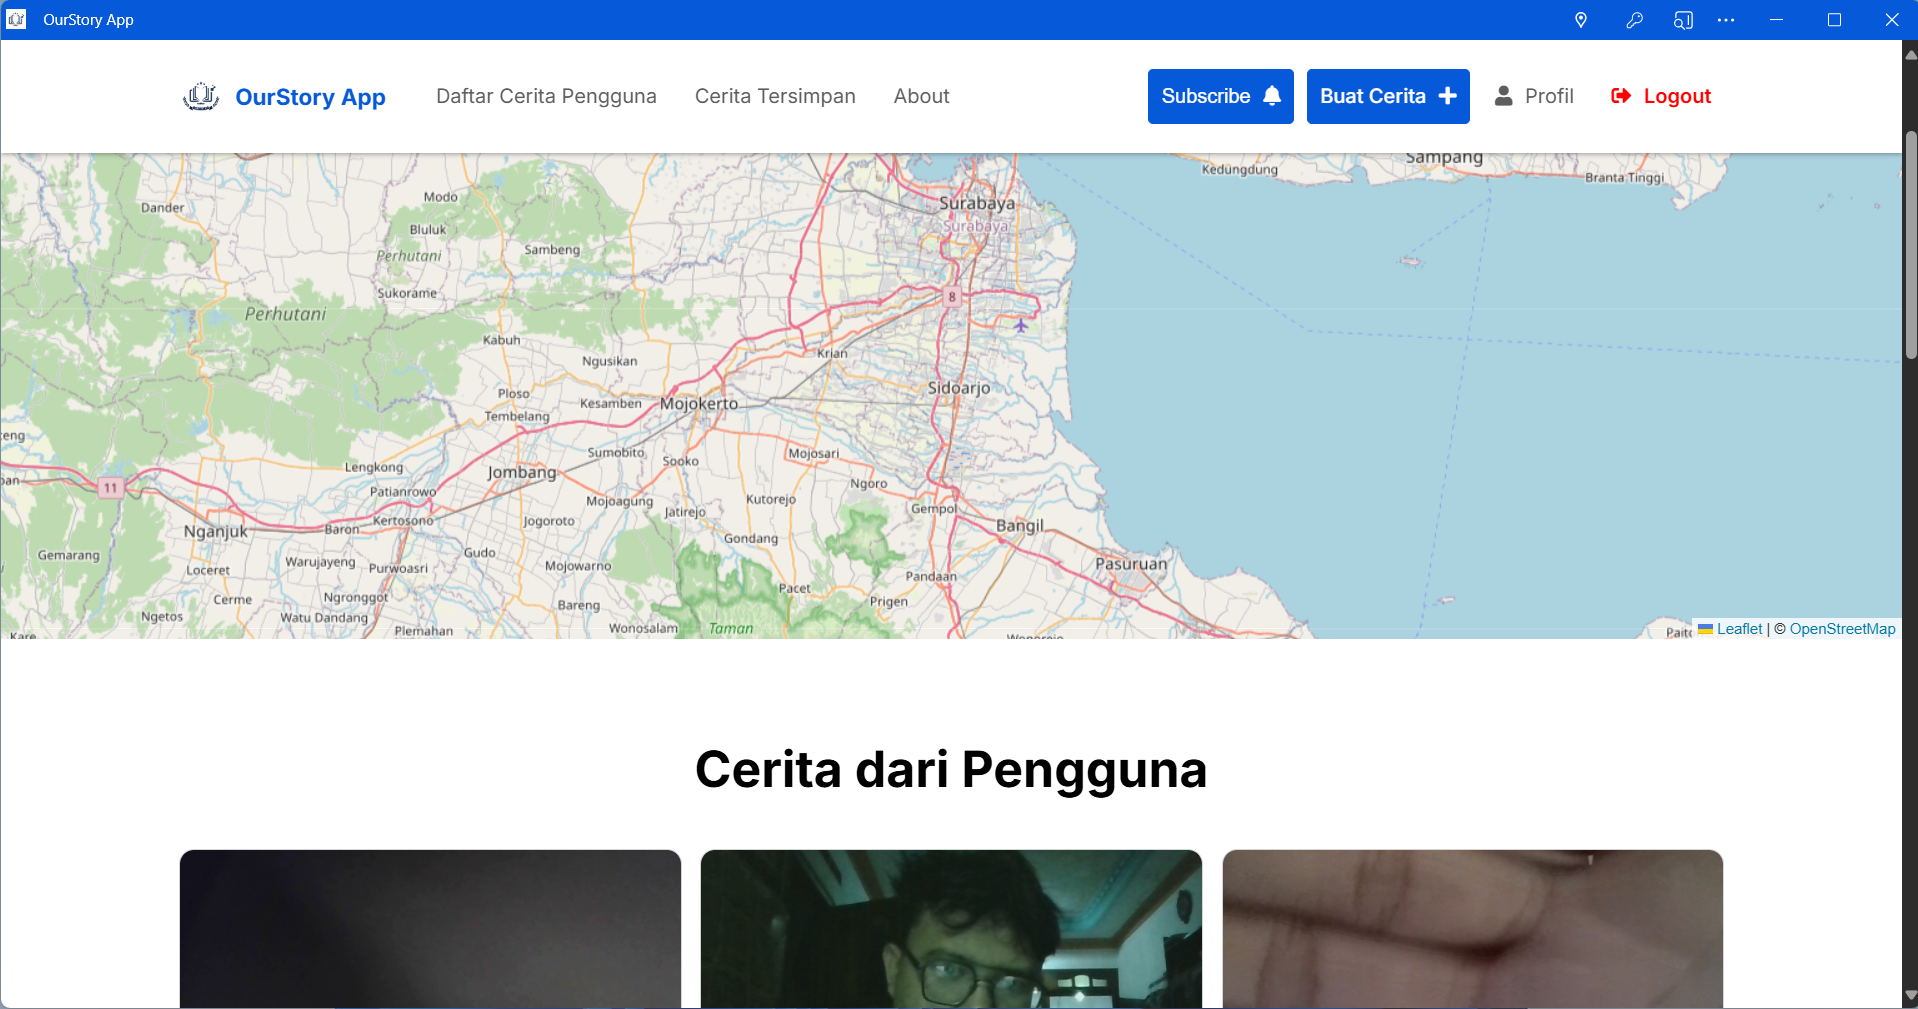 OurStory App
OurStory App
Daftar Cerita Pengguna
Cerita Tersimpan
About
Subscribe
Buat Cerita
Profil
Logout
Sampang
Kedungdung
Branta Tinggi
Modo
Dander
Surabaya
Surabaya
Bluluk
Sambeng
Perhutani
Sukorame
8
Perhutani
Kabuh
Krian
Ngusikan
Ploso
Sidoarjo
Kesamben
Mojokerto
Tembelang
Sumobito
Mojosari
Sooko
Lengkong
Jombang
Ngoro
11
Patianrowo
Mojoagung
Kutorejo
Jatirejo
Gempol
Nganjuk
Baron
Kertosono
Jogoroto
Bangil
Gondang
Gemarang
Gudo
Warujayeng
Purwoasri
Mojowarno
Pasuruan
Loceret
Pandaan
Pacet
Cerme
Ngronggot
Bareng
Prigen
Ngetos
Watu Dandang
Plemahan
Wonosalam
Taman
Leaflet | © OpenStreetMap
Cerita dari Pengguna